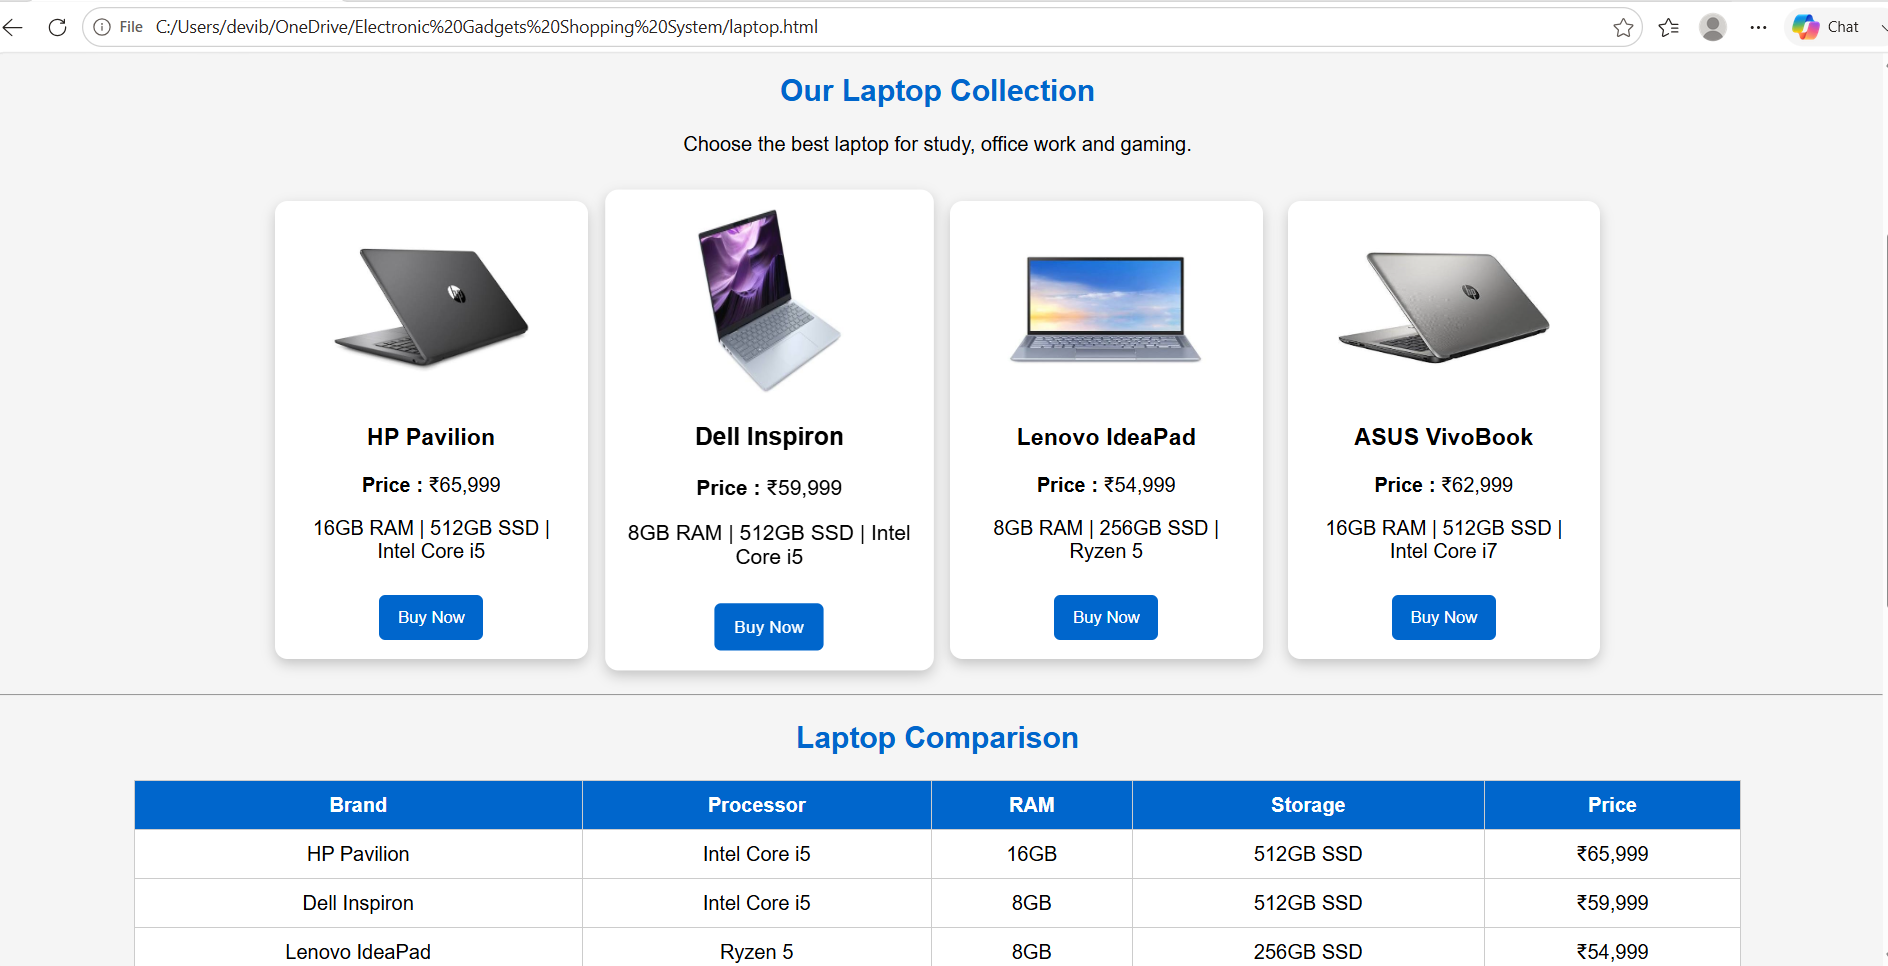 File C:/Users/devib/OneDrive/Electronic%20Gadgets%20Shopping%20System/laptop.html
Chat
Our Laptop Collection
Choose the best laptop for study, office work and gaming.
hp
HP Pavilion
Price : ₹65,999
16GB RAM | 512GB SSD |
Intel Core i5
Buy Now
Dell Inspiron
Price : ₹59,999
8GB RAM | 512GB SSD | Intel
Core i5
Buy Now
Lenovo IdeaPad
Price : ₹54,999
8GB RAM | 256GB SSD |
Ryzen 5
Buy Now
hp
ASUS VivoBook
Price : ₹62,999
16GB RAM | 512GB SSD |
Intel Core i7
Buy Now
Laptop Comparison
Brand Processor RAM Storage Price
HP Pavilion Intel Core i5 16GB 512GB SSD ₹65,999
Dell Inspiron Intel Core i5 8GB 512GB SSD ₹59,999
Lenovo IdeaPad Ryzen 5 8GB 256GB SSD ₹54,999